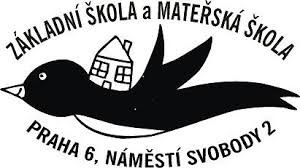 ZÁKLADNÍ ŠKOLA a MATEŘSKÁ ŠKOLA
PRAHA 6, NÁMĚSTÍ SVOBODY 2